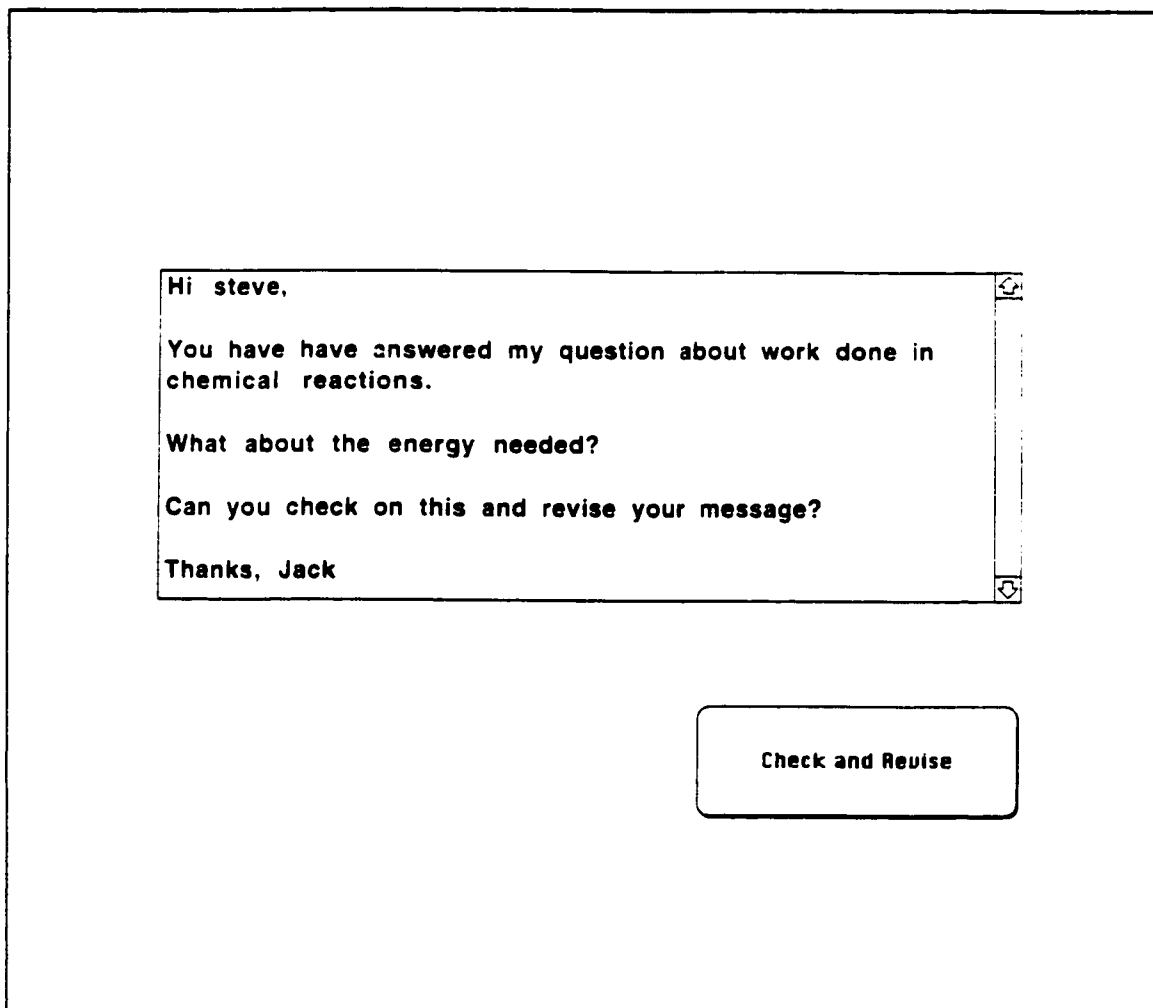 Hi steve,
You have have answered my question about work done in
chemical reactions.
What about the energy needed?
Can you check on this and revise your message?
Thanks, Jack
Check and Revise